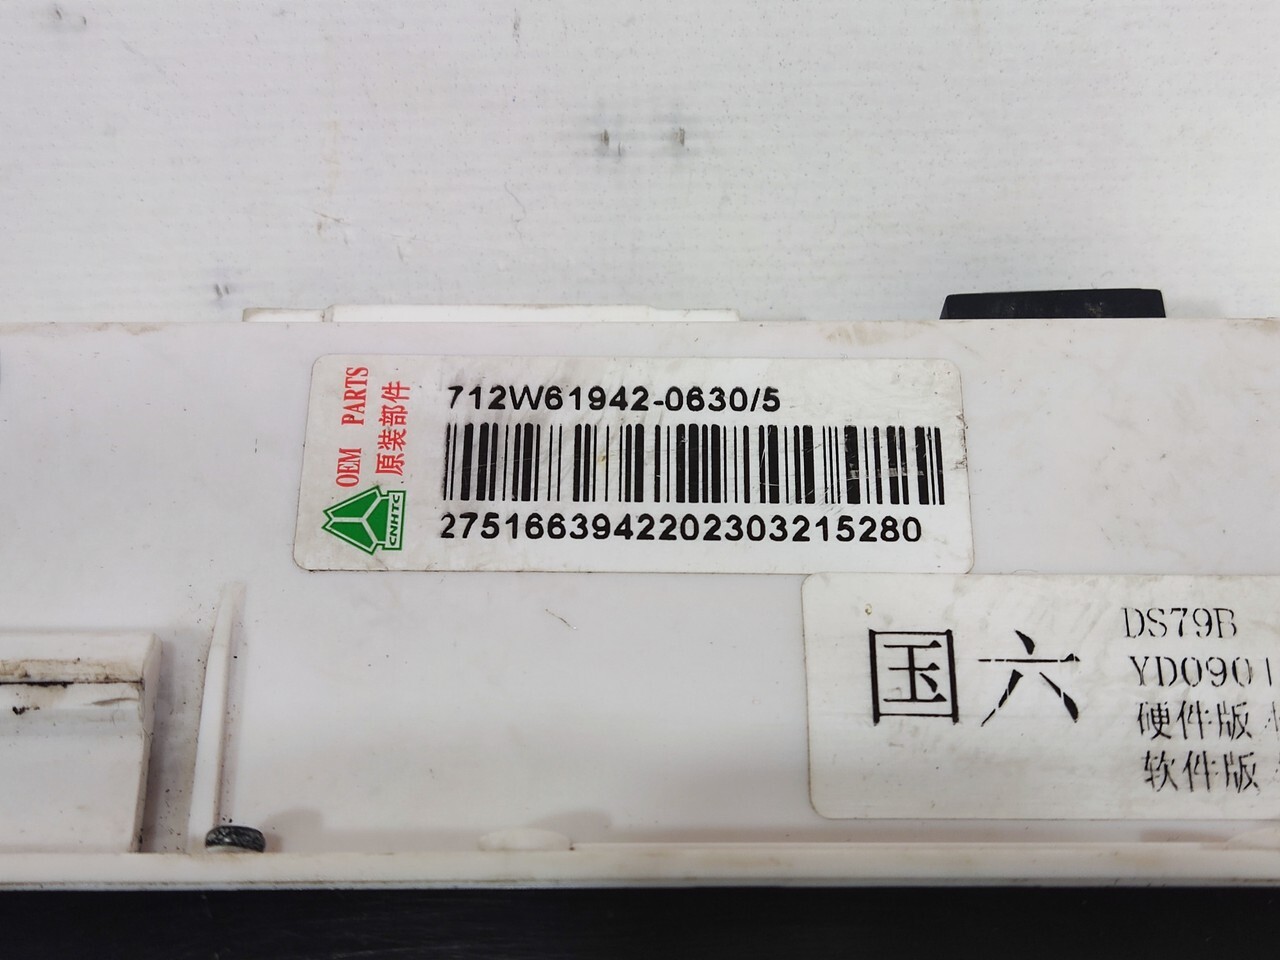 OEM PARTS
原装部件
CNHTC
712W61942-0630/5
2751663942202303215280
国六
DS79B
YD0901
硬件版
软件版